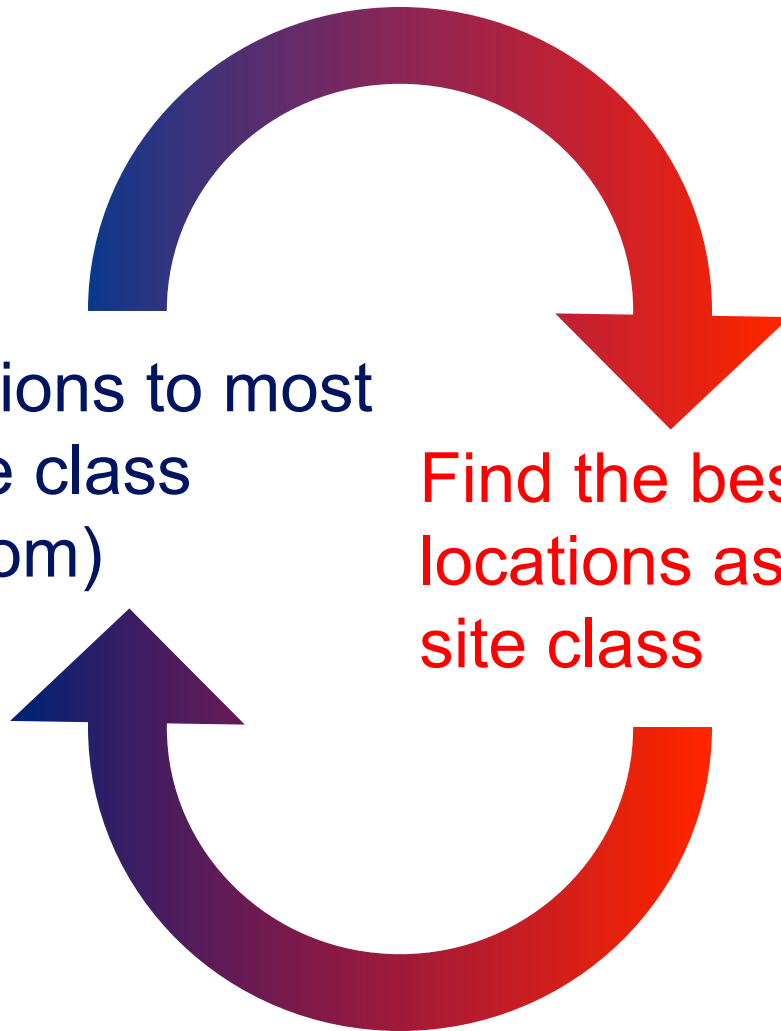 ions to most
e class
om)
Find the bes
locations as
site class